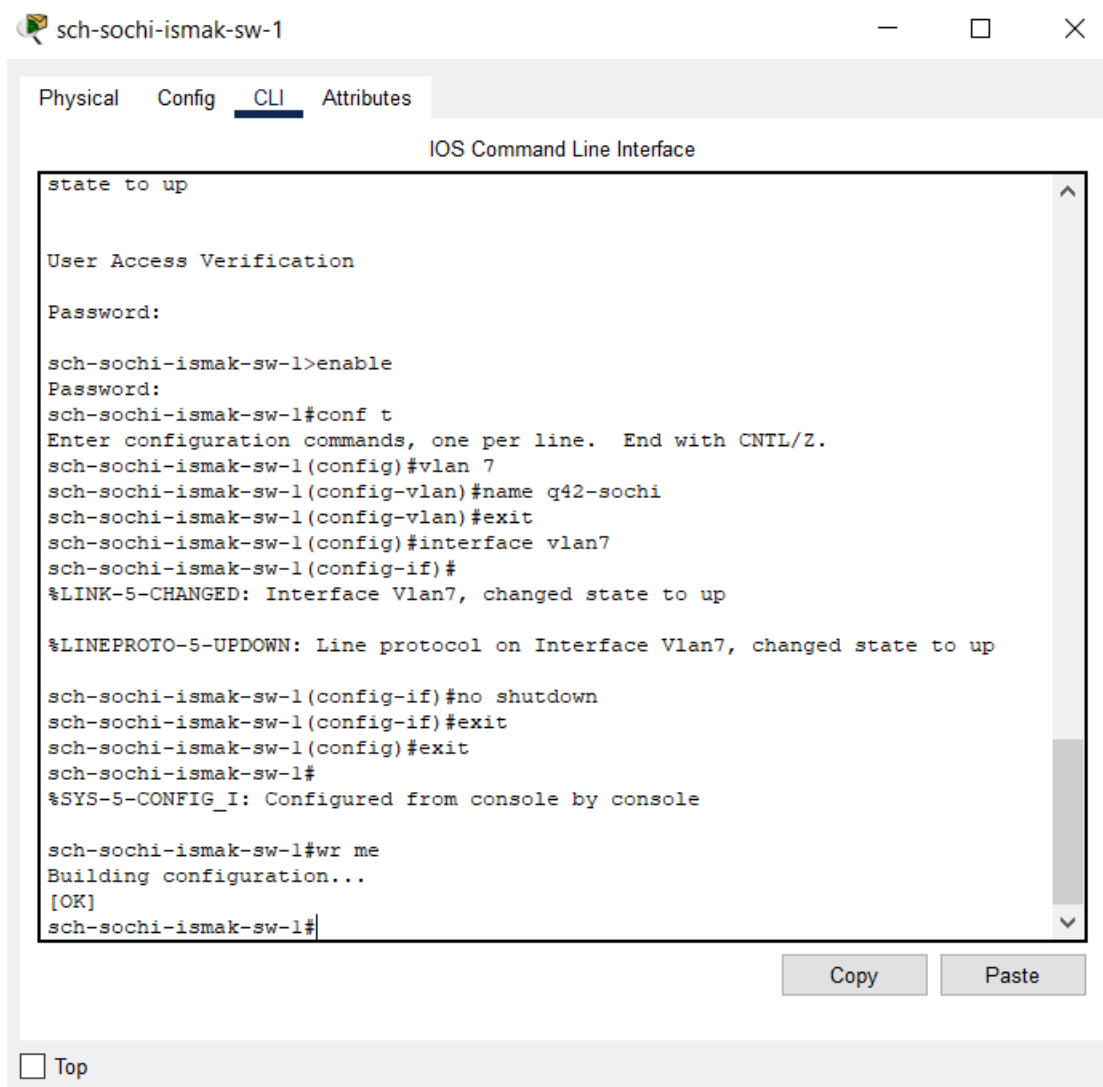 sch-sochi-ismak-sw-1
Physical Config CLI Attributes
IOS Command Line Interface
state to up
User Access Verification
Password:
sch-sochi-ismak-sw-1>enable
Password:
sch-sochi-ismak-sw-1#conf t
Enter configuration commands, one per line.  End with CNTL/Z.
sch-sochi-ismak-sw-1(config)#vlan 7
sch-sochi-ismak-sw-1(config-vlan)#name q42-sochi
sch-sochi-ismak-sw-1(config-vlan)#exit
sch-sochi-ismak-sw-1(config)#interface vlan7
sch-sochi-ismak-sw-1(config-if)#
%LINK-5-CHANGED: Interface Vlan7, changed state to up
%LINEPROTO-5-UPDOWN: Line protocol on Interface Vlan7, changed state to up
sch-sochi-ismak-sw-1(config-if)#no shutdown
sch-sochi-ismak-sw-1(config-if)#exit
sch-sochi-ismak-sw-1(config)#exit
sch-sochi-ismak-sw-1#
%SYS-5-CONFIG_I: Configured from console by console
sch-sochi-ismak-sw-1#wr me
Building configuration...
[OK]
sch-sochi-ismak-sw-1#
Copy Paste
Top